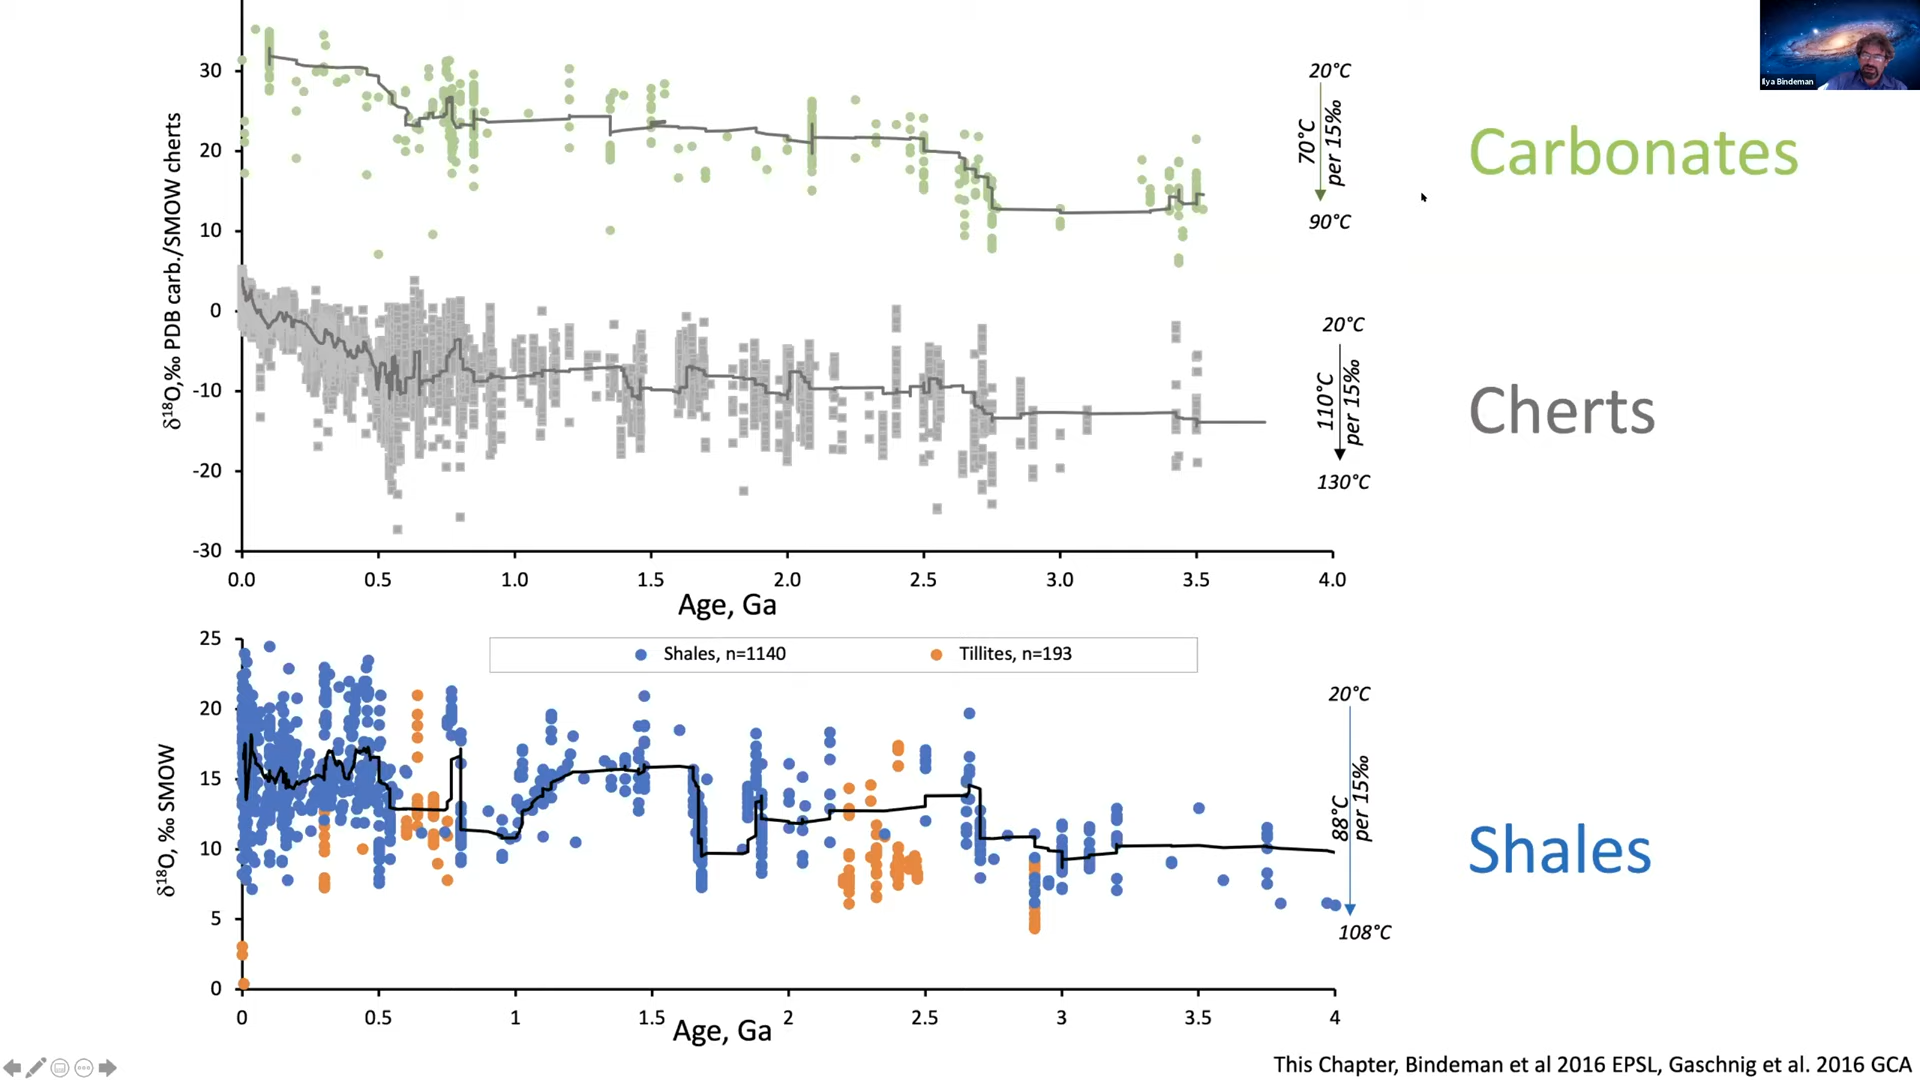 Ilya Bindeman
30
20
10
0
-10
-20
-30
δ¹⁸O,‰ PDB carb./SMOW cherts
20°C
70°C
per 15‰
90°C
Carbonates
20°C
110°C
per 15‰
130°C
Cherts
0.0 0.5 1.0 1.5 2.0 2.5 3.0 3.5 4.0
Age, Ga
25
20
15
10
5
0
δ¹⁸O, ‰ SMOW
Shales, n=1140 Tillites, n=193
20°C
88°C
per 15‰
108°C
Shales
0 0.5 1 1.5 2 2.5 3 3.5 4
Age, Ga
This Chapter, Bindeman et al 2016 EPSL, Gaschnig et al. 2016 GCA